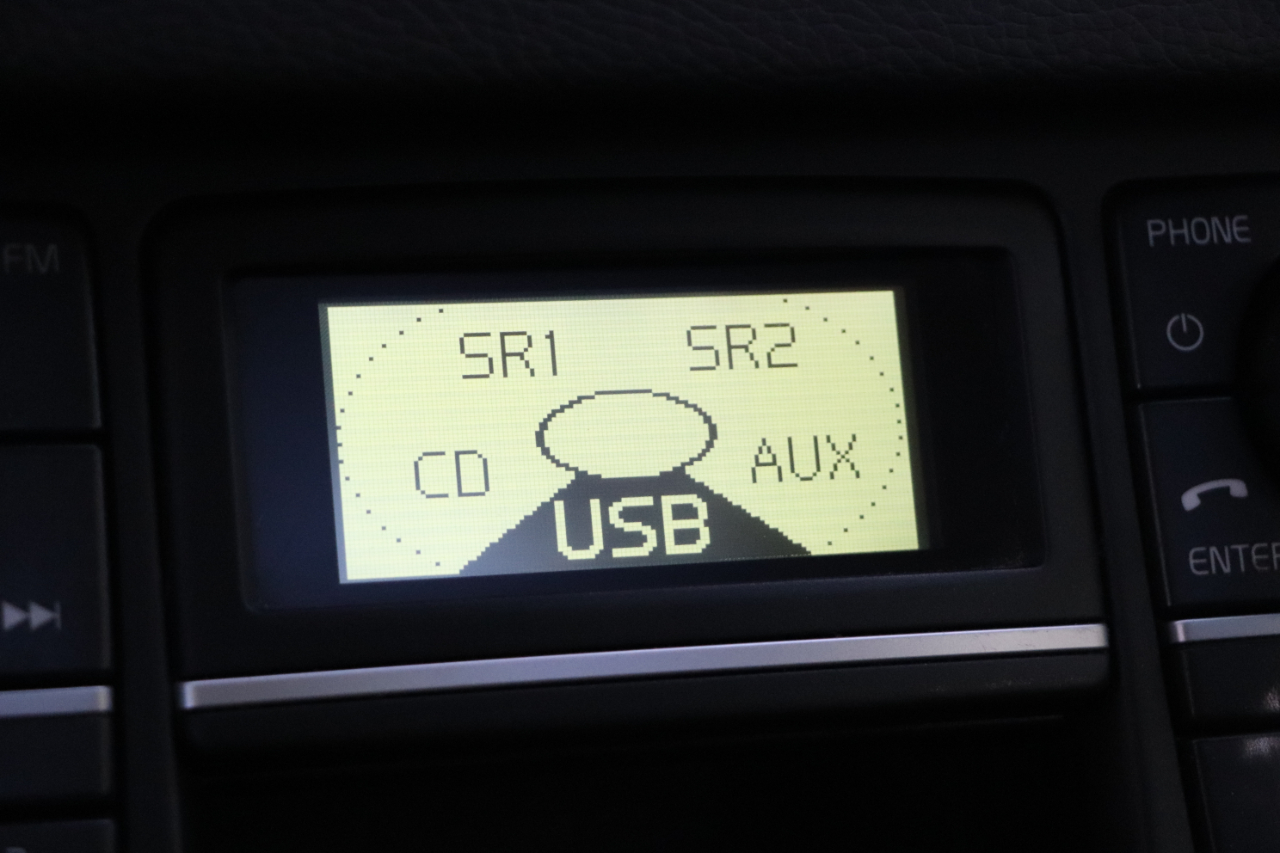 FM
PHONE
SR1 SR2
CD AUX
USB
ENTER